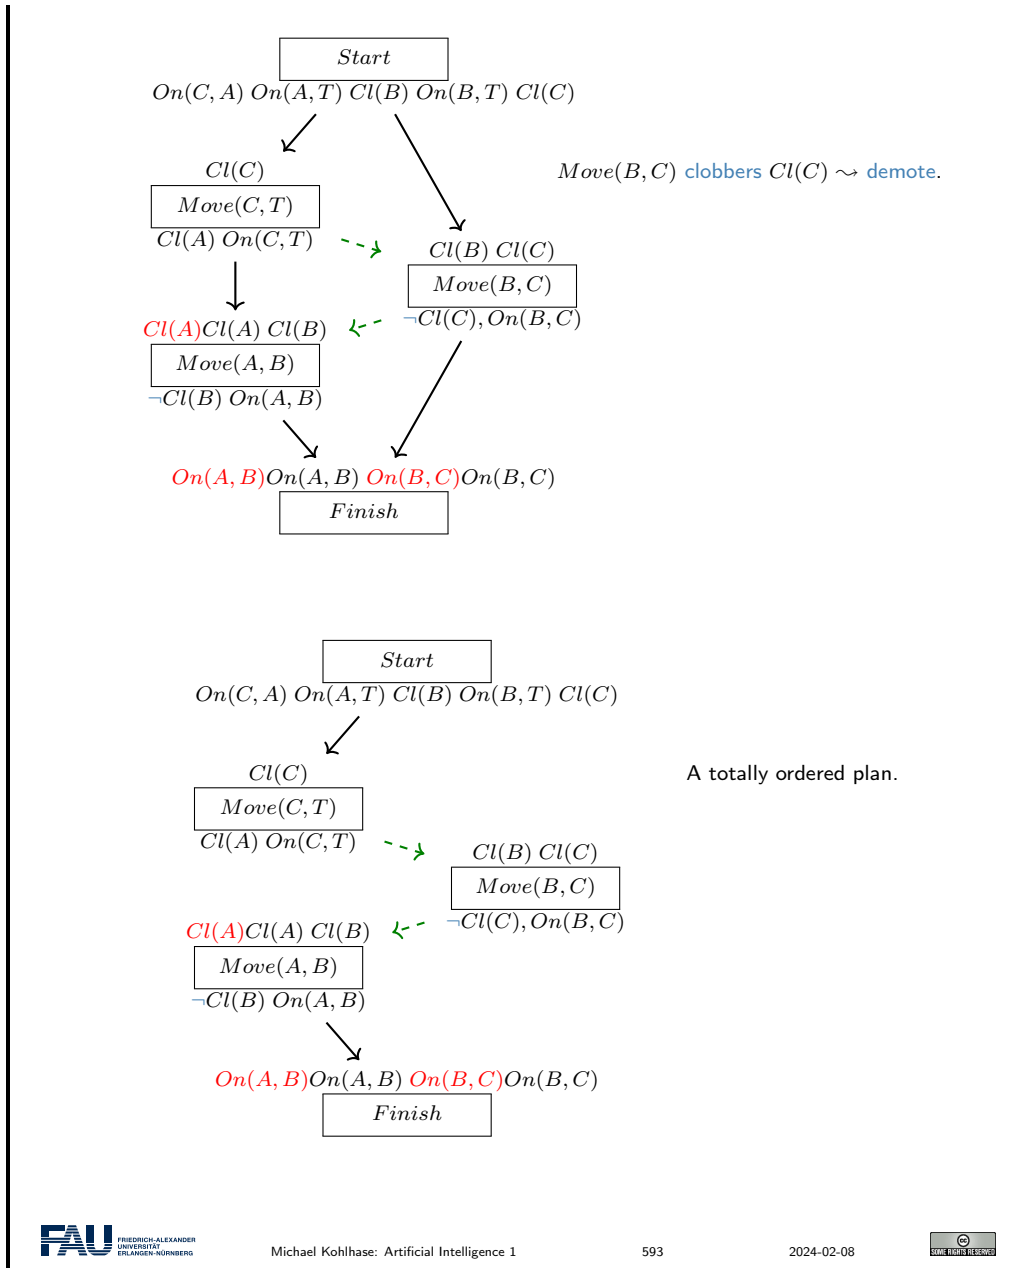 Start
On(C, A) On(A, T) Cl(B) On(B, T) Cl(C)
Cl(C)
Move(B, C) clobbers Cl(C) ⇝ demote.
Move(C, T)
Cl(A) On(C, T)
Cl(B) Cl(C)
Move(B, C)
¬Cl(C), On(B, C)
Cl(A)Cl(A) Cl(B)
Move(A, B)
¬Cl(B) On(A, B)
On(A, B)On(A, B) On(B, C)On(B, C)
Finish
Start
On(C, A) On(A, T) Cl(B) On(B, T) Cl(C)
Cl(C)
A totally ordered plan.
Move(C, T)
Cl(A) On(C, T)
Cl(B) Cl(C)
Move(B, C)
¬Cl(C), On(B, C)
Cl(A)Cl(A) Cl(B)
Move(A, B)
¬Cl(B) On(A, B)
On(A, B)On(A, B) On(B, C)On(B, C)
Finish
FAU
FRIEDRICH-ALEXANDER
UNIVERSITÄT
ERLANGEN-NÜRNBERG
Michael Kohlhase: Artificial Intelligence 1
593
2024-02-08
cc
SOME RIGHTS RESERVED